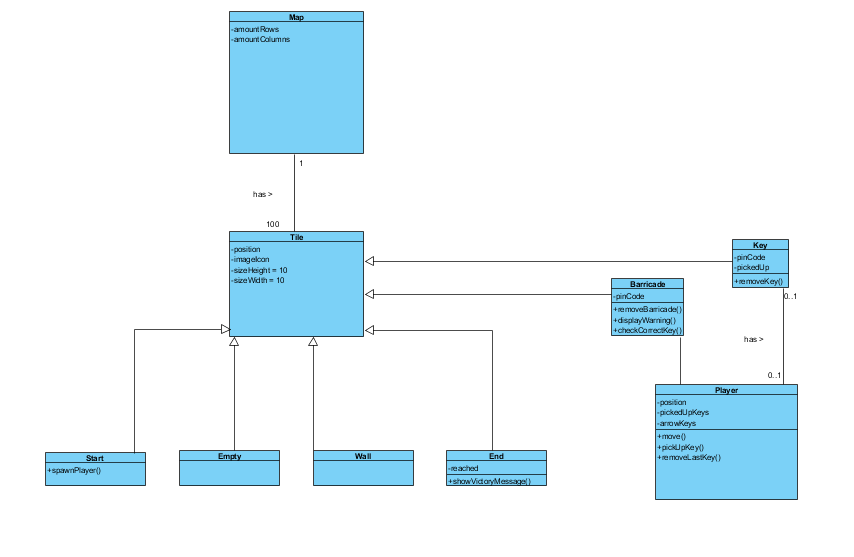 Map
-amountRows
-amountColumns
1
has >
100
Tile
-position
-imageIcon
-sizeHeight = 10
-sizeWidth = 10
Key
-pinCode
-pickedUp
+removeKey()
0..1
Barricade
-pinCode
+removeBarricade()
+displayWarning()
+checkCorrectKey()
has >
0..1
Player
-position
-pickedUpKeys
-arrowKeys
+move()
+pickUpKey()
+removeLastKey()
Start
+spawnPlayer()
Empty
Wall
End
-reached
+showVictoryMessage()